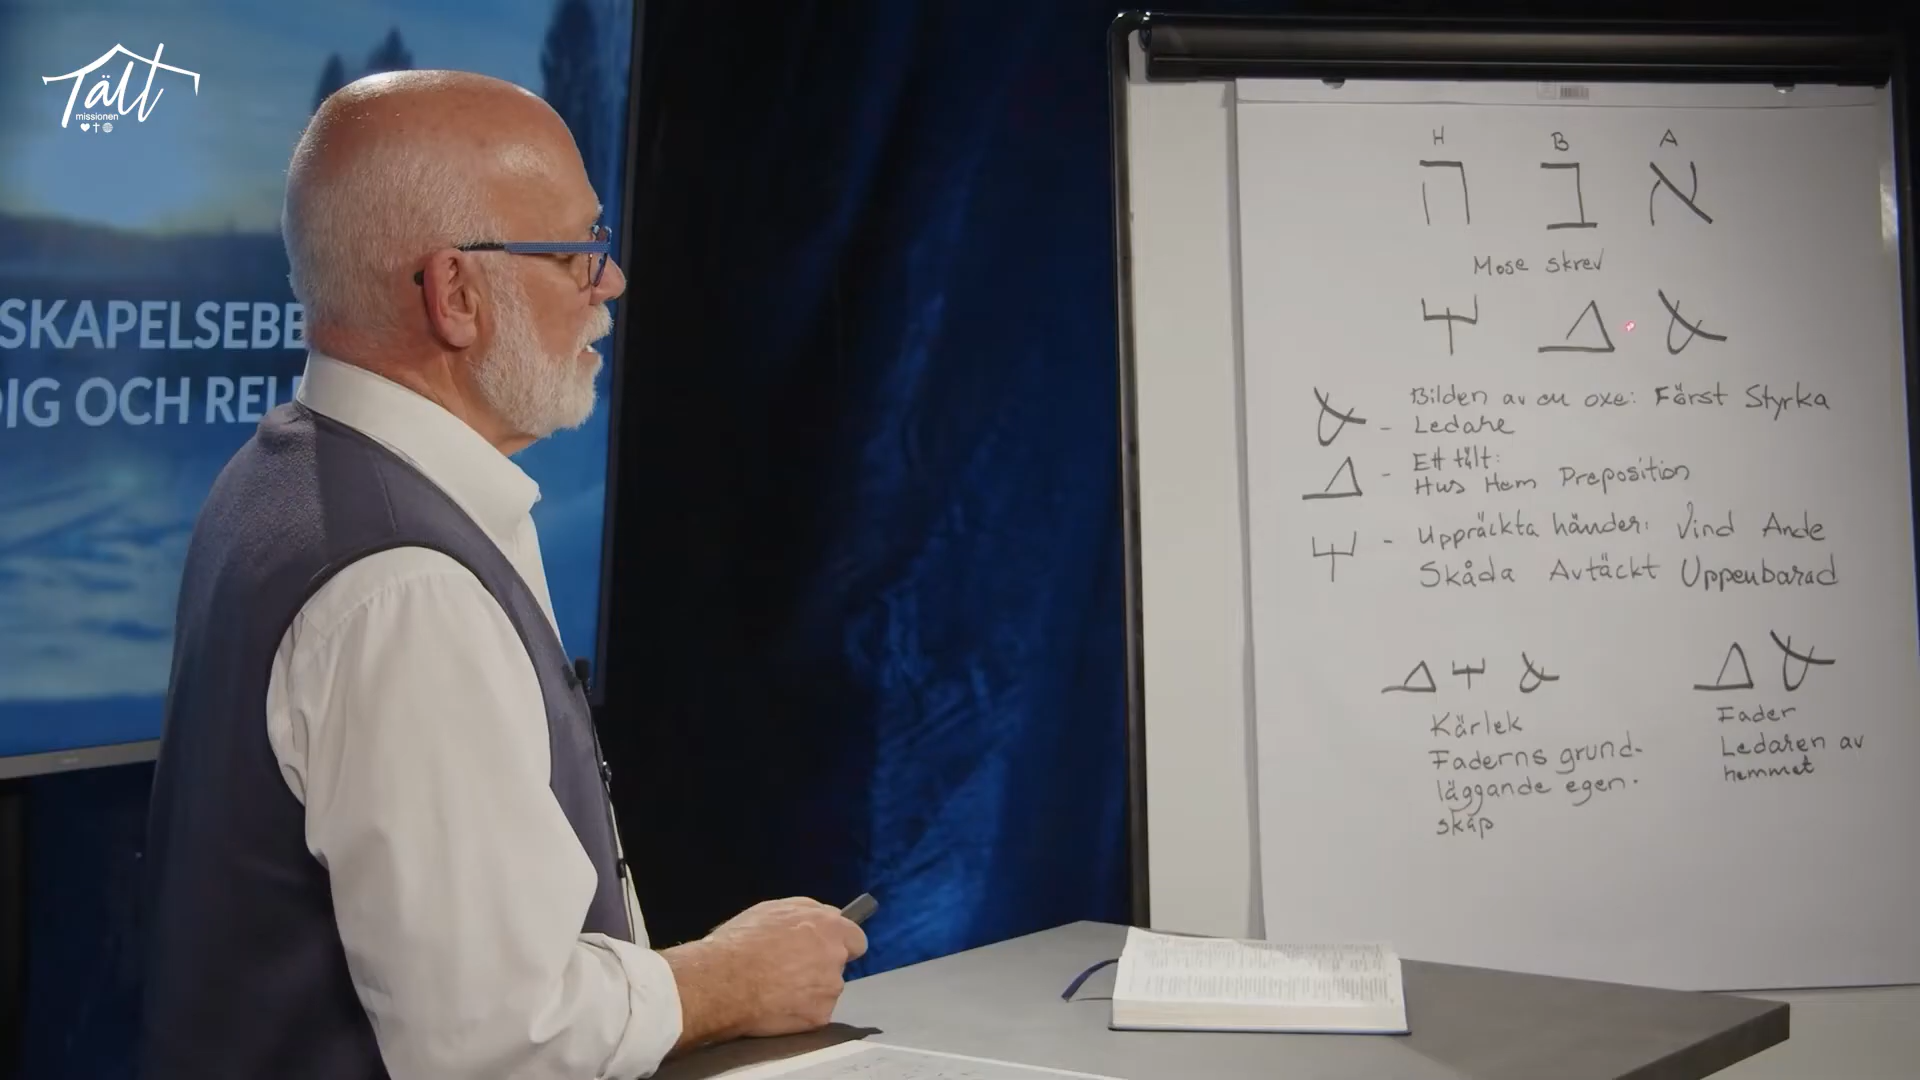 Tält
missionen
SKAPELSEBE
DIG OCH REL
H B A
א ב ה
Mose skrev
Bilden av en oxe: Först Styrka
- Ledare
- Ett tält:
Hus Hem Preposition
- Uppräckta händer: Vind Ande
Skåda Avtäckt Uppenbarad
Kärlek
Faderns grund-
läggande egen-
skap
Fader
Ledaren av
hemmet